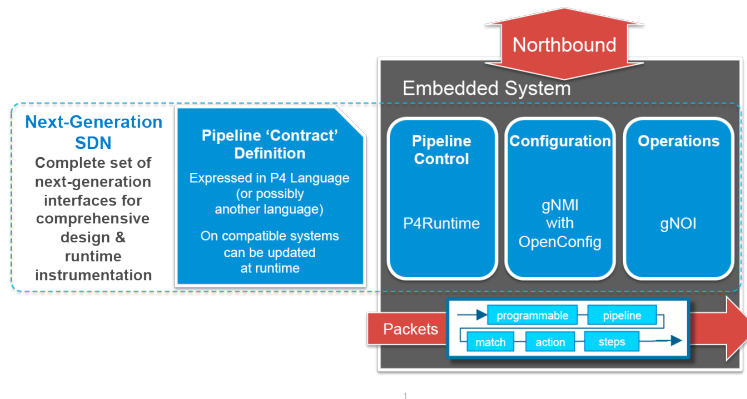 Northbound
Embedded System
Next-Generation
SDN
Complete set of
next-generation
interfaces for
comprehensive
design &
runtime
instrumentation
Pipeline ‘Contract’
Definition
Expressed in P4 Language
(or possibly
another language)
On compatible systems
can be updated
at runtime
Pipeline
Control
P4Runtime
Configuration
gNMI
with
OpenConfig
Operations
gNOI
Packets
programmable
pipeline
match
action
steps
1